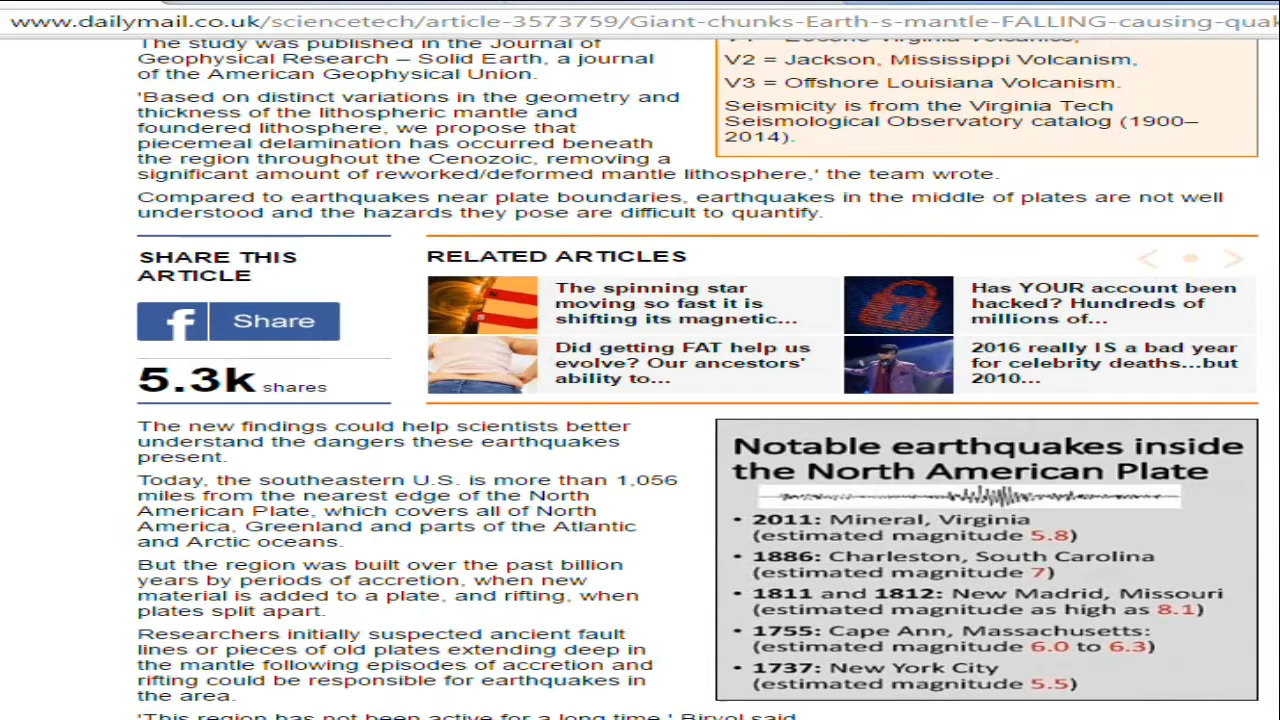 www.dailymail.co.uk/sciencetech/article-3573759/Giant-chunks-Earth-s-mantle-FALLING-causing-qua
The study was published in the Journal of
Geophysical Research – Solid Earth, a journal
of the American Geophysical Union.
'Based on distinct variations in the geometry and
thickness of the lithospheric mantle and
foundered lithosphere, we propose that
piecemeal delamination has occurred beneath
the region throughout the Cenozoic, removing a
significant amount of reworked/deformed mantle lithosphere,' the team wrote.
Compared to earthquakes near plate boundaries, earthquakes in the middle of plates are not well
understood and the hazards they pose are difficult to quantify.
V1 = Eocene Virginia Volcanics,
V2 = Jackson, Mississippi Volcanism,
V3 = Offshore Louisiana Volcanism.
Seismicity is from the Virginia Tech
Seismological Observatory catalog (1900–
2014).
SHARE THIS
ARTICLE
f Share
5.3k shares
RELATED ARTICLES
The spinning star
moving so fast it is
shifting its magnetic...
Has YOUR account been
hacked? Hundreds of
millions of...
Did getting FAT help us
evolve? Our ancestors'
ability to...
2016 really IS a bad year
for celebrity deaths...but
2010...
The new findings could help scientists better
understand the dangers these earthquakes
present.
Today, the southeastern U.S. is more than 1,056
miles from the nearest edge of the North
American Plate, which covers all of North
America, Greenland and parts of the Atlantic
and Arctic oceans.
But the region was built over the past billion
years by periods of accretion, when new
material is added to a plate, and rifting, when
plates split apart.
Researchers initially suspected ancient fault
lines or pieces of old plates extending deep in
the mantle following episodes of accretion and
rifting could be responsible for earthquakes in
the area.
'This region has not been active for a long time,' Biryol said.
Notable earthquakes inside
the North American Plate
• 2011: Mineral, Virginia
(estimated magnitude 5.8)
• 1886: Charleston, South Carolina
(estimated magnitude 7)
• 1811 and 1812: New Madrid, Missouri
(estimated magnitude as high as 8.1)
• 1755: Cape Ann, Massachusetts:
(estimated magnitude 6.0 to 6.3)
• 1737: New York City
(estimated magnitude 5.5)